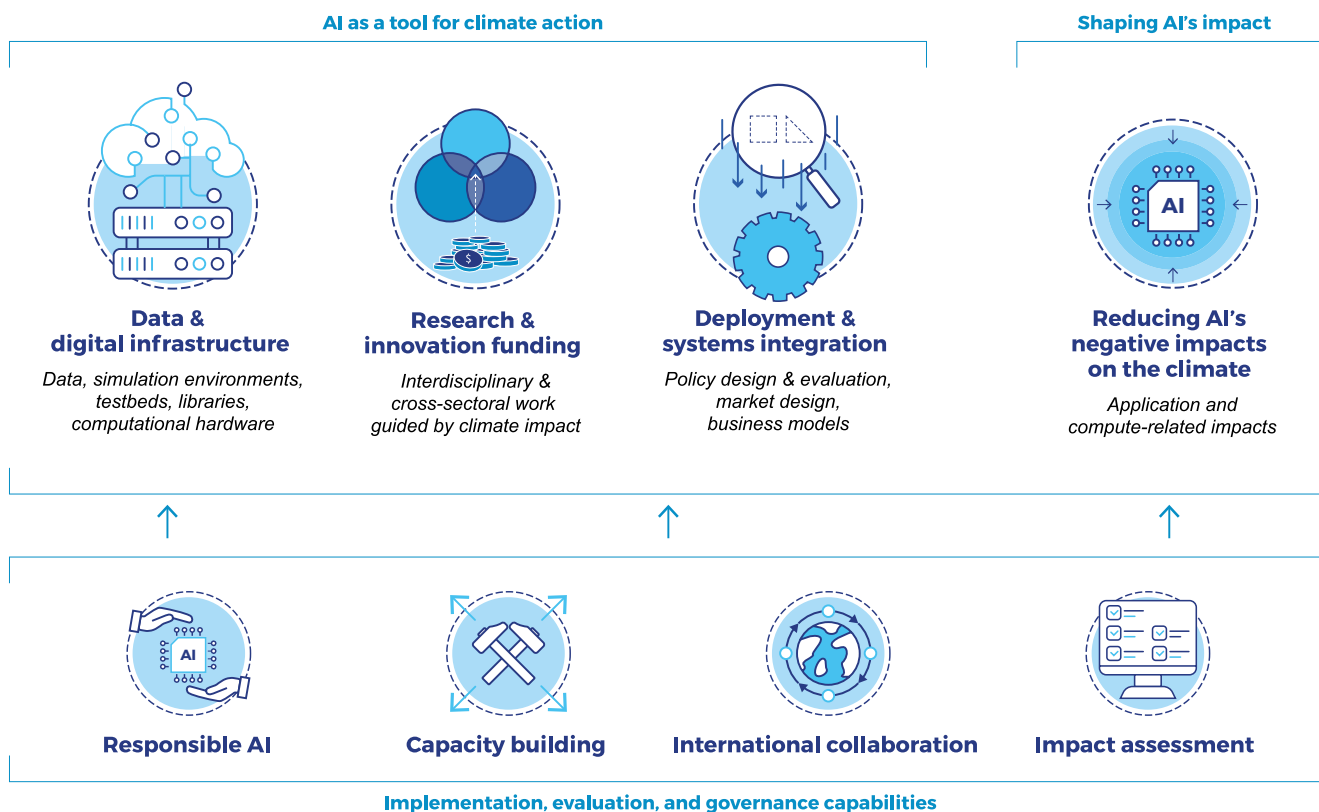 AI as a tool for climate action
Shaping AI's impact
AI
Data &
digital infrastructure
Data, simulation environments,
testbeds, libraries,
computational hardware
$
Research &
innovation funding
Interdisciplinary &
cross-sectoral work
guided by climate impact
Deployment &
systems integration
Policy design & evaluation,
market design,
business models
Reducing AI's
negative impacts
on the climate
Application and
compute-related impacts
AI
Responsible AI
Capacity building
International collaboration
Impact assessment
Implementation, evaluation, and governance capabilities